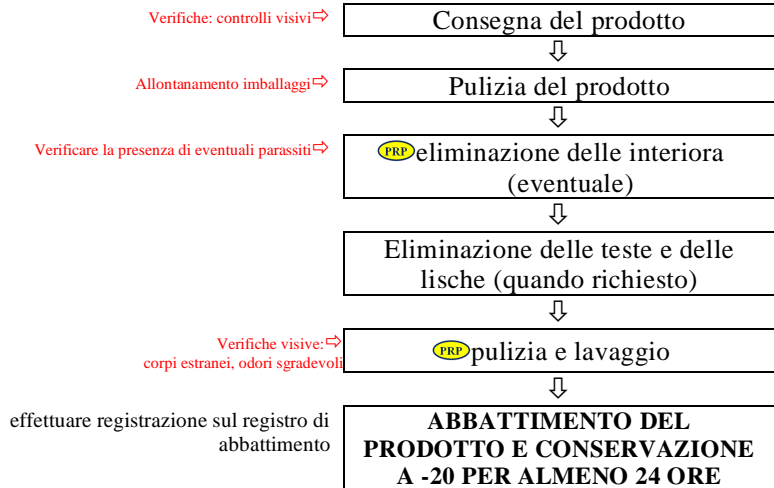 Verifiche: controlli visivi⇨
Consegna del prodotto
Allontanamento imballaggi⇨
Pulizia del prodotto
Verificare la presenza di eventuali parassiti⇨
PRP eliminazione delle interiora
(eventuale)
Eliminazione delle teste e delle
lische (quando richiesto)
Verifiche visive:⇨
corpi estranei, odori sgradevoli
PRP pulizia e lavaggio
effettuare registrazione sul registro di
abbattimento
ABBATTIMENTO DEL
PRODOTTO E CONSERVAZIONE
A -20 PER ALMENO 24 ORE